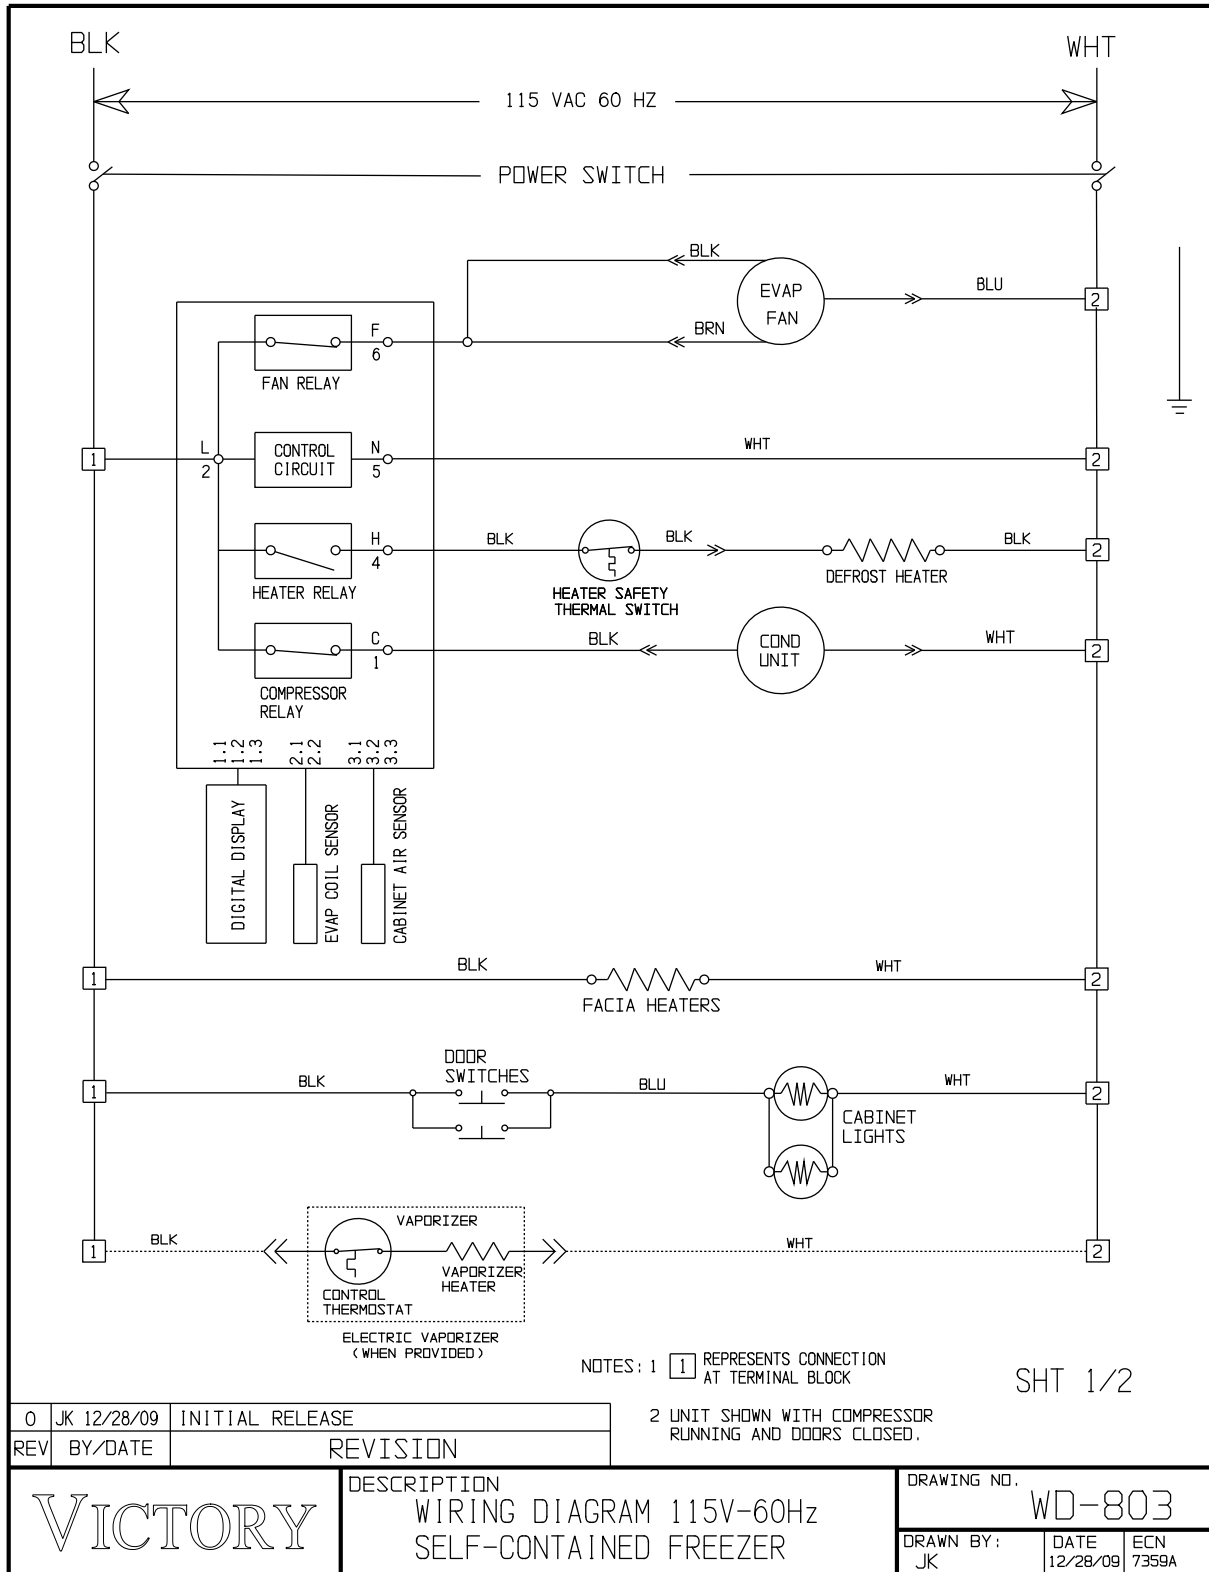 BLK
WHT
115 VAC 60 HZ
POWER SWITCH
BLK
EVAP
FAN
BLU
2
BRN
F
6
FAN RELAY
1
L
2
CONTROL
CIRCUIT
N
5
WHT
2
H
4
HEATER RELAY
BLK
HEATER SAFETY
THERMAL SWITCH
BLK
DEFROST HEATER
BLK
2
C
1
COMPRESSOR
RELAY
BLK
COND
UNIT
WHT
2
1.1
1.2
1.3
2.1
2.2
3.1
3.2
3.3
DIGITAL DISPLAY
EVAP COIL SENSOR
CABINET AIR SENSOR
1
BLK
FACIA HEATERS
WHT
2
1
BLK
DOOR
SWITCHES
BLU
WHT
2
CABINET
LIGHTS
1
BLK
VAPORIZER
CONTROL
THERMOSTAT
VAPORIZER
HEATER
WHT
2
ELECTRIC VAPORIZER
(WHEN PROVIDED)
NOTES: 1 1 REPRESENTS CONNECTION
AT TERMINAL BLOCK
SHT 1/2
2 UNIT SHOWN WITH COMPRESSOR
RUNNING AND DOORS CLOSED.
0 JK 12/28/09 INITIAL RELEASE
REV BY/DATE REVISION
VICTORY
DESCRIPTION
WIRING DIAGRAM 115V-60Hz
SELF-CONTAINED FREEZER
DRAWING NO.
WD-803
DRAWN BY:
JK
DATE
12/28/09
ECN
7359A